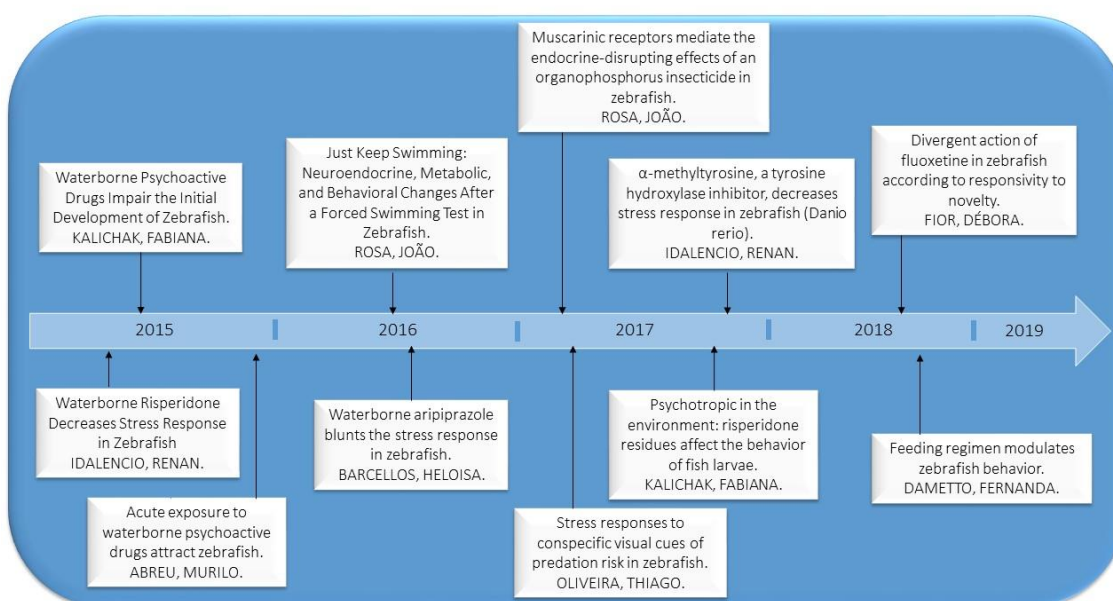 Muscarinic receptors mediate the
endocrine-disrupting effects of an
organophosphorus insecticide in
zebrafish.
ROSA, JOÃO.
Waterborne Psychoactive
Drugs Impair the Initial
Development of Zebrafish.
KALICHAK, FABIANA.
Just Keep Swimming:
Neuroendocrine, Metabolic,
and Behavioral Changes After
a Forced Swimming Test in
Zebrafish.
ROSA, JOÃO.
α-methyltyrosine, a tyrosine
hydroxylase inhibitor, decreases
stress response in zebrafish (Danio
rerio).
IDALENCIO, RENAN.
Divergent action of
fluoxetine in zebrafish
according to responsivity to
novelty.
FIOR, DÉBORA.
2015
2016
2017
2018
2019
Waterborne Risperidone
Decreases Stress Response
in Zebrafish
IDALENCIO, RENAN.
Acute exposure to
waterborne psychoactive
drugs attract zebrafish.
ABREU, MURILO.
Waterborne aripiprazole
blunts the stress response
in zebrafish.
BARCELLOS, HELOISA.
Stress responses to
conspecific visual cues of
predation risk in zebrafish.
OLIVEIRA, THIAGO.
Psychotropic in the
environment: risperidone
residues affect the behavior
of fish larvae.
KALICHAK, FABIANA.
Feeding regimen modulates
zebrafish behavior.
DAMETTO, FERNANDA.